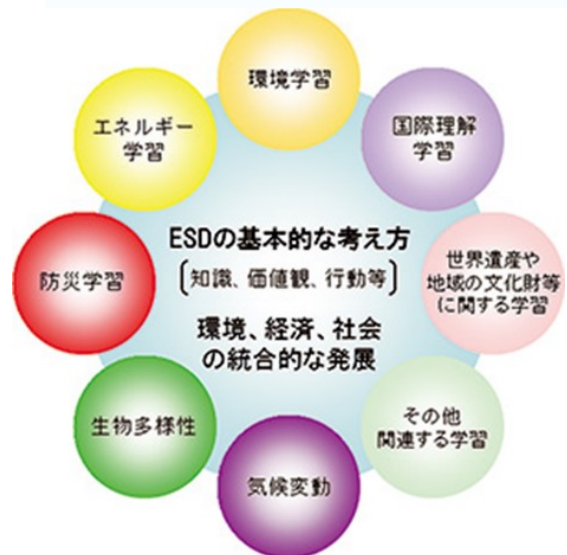 環境学習
国際理解
学習
世界遺産や
地域の文化財等
に関する学習
その他
関連する学習
気候変動
生物多様性
防災学習
エネルギー
学習
ESDの基本的な考え方
〔知識、価値観、行動等〕
環境、経済、社会
の統合的な発展